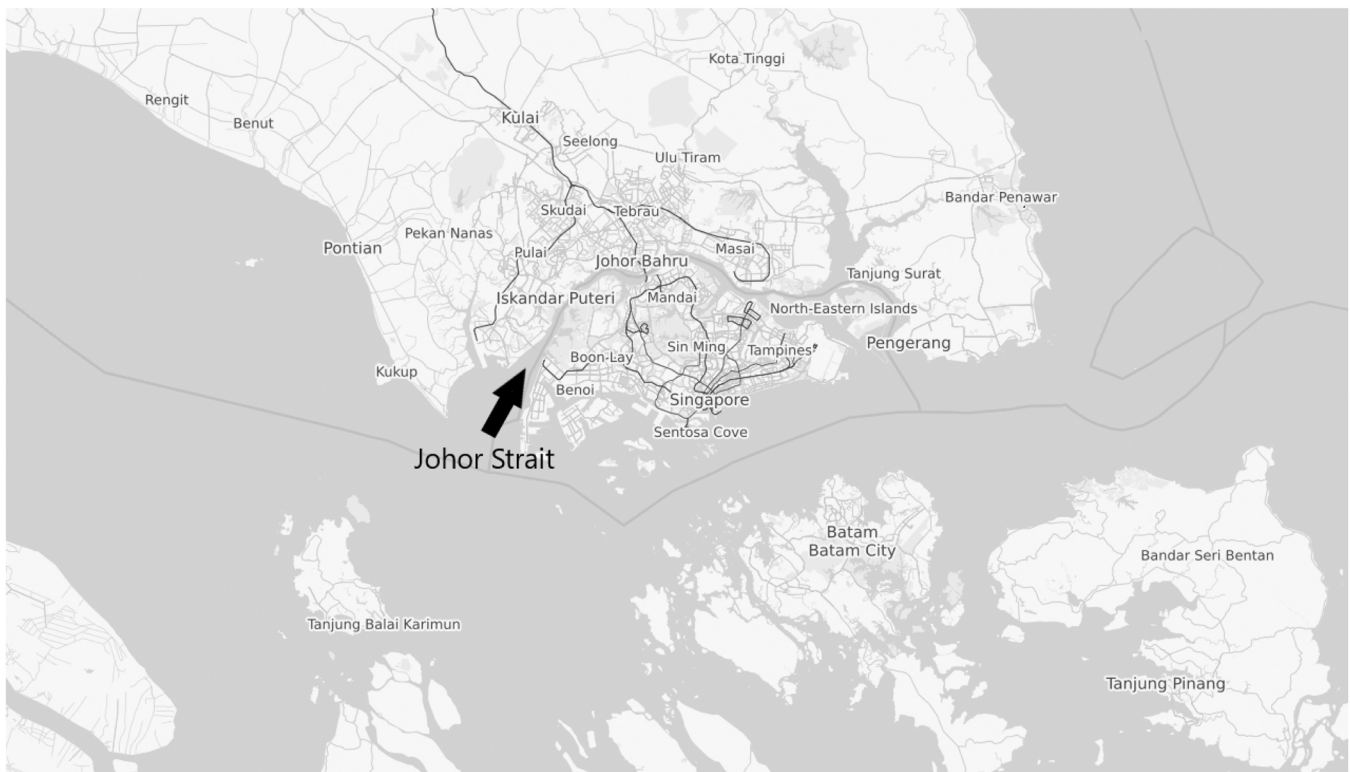 Kota Tinggi
Rengit
Benut
Kulai
Seelong
Ulu Tiram
Bandar Penawar
Skudai
Tebrau
Pekan Nanas
Pontian
Pulai
Masai
Johor Bahru
Tanjung Surat
Iskandar Puteri
Mandai
North-Eastern Islands
Pengerang
Sin Ming
Tampines
Boon-Lay
Kukup
Benoi
Singapore
Sentosa Cove
Johor Strait
Batam
Batam City
Bandar Seri Bentan
Tanjung Balai Karimun
Tanjung Pinang